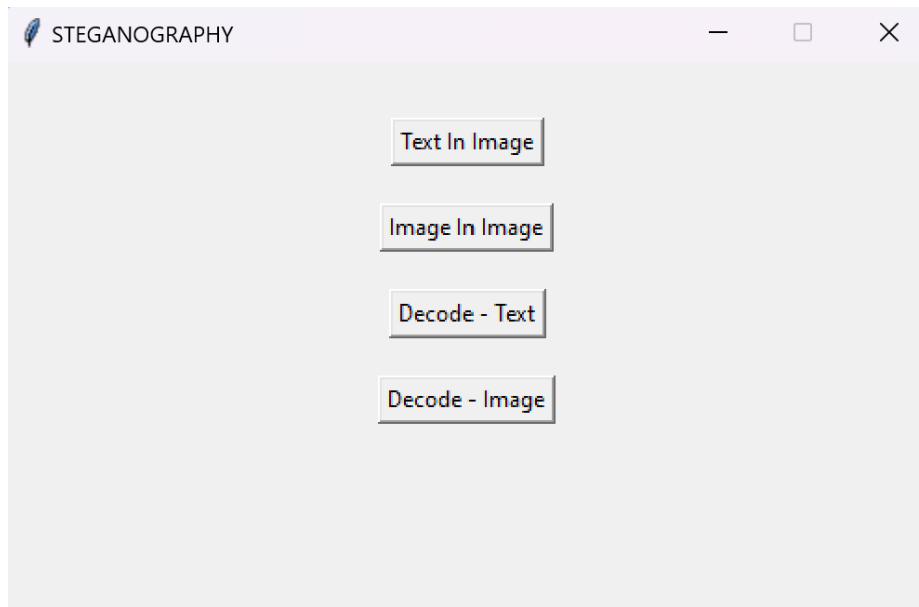 STEGANOGRAPHY
Text In Image
Image In Image
Decode - Text
Decode - Image